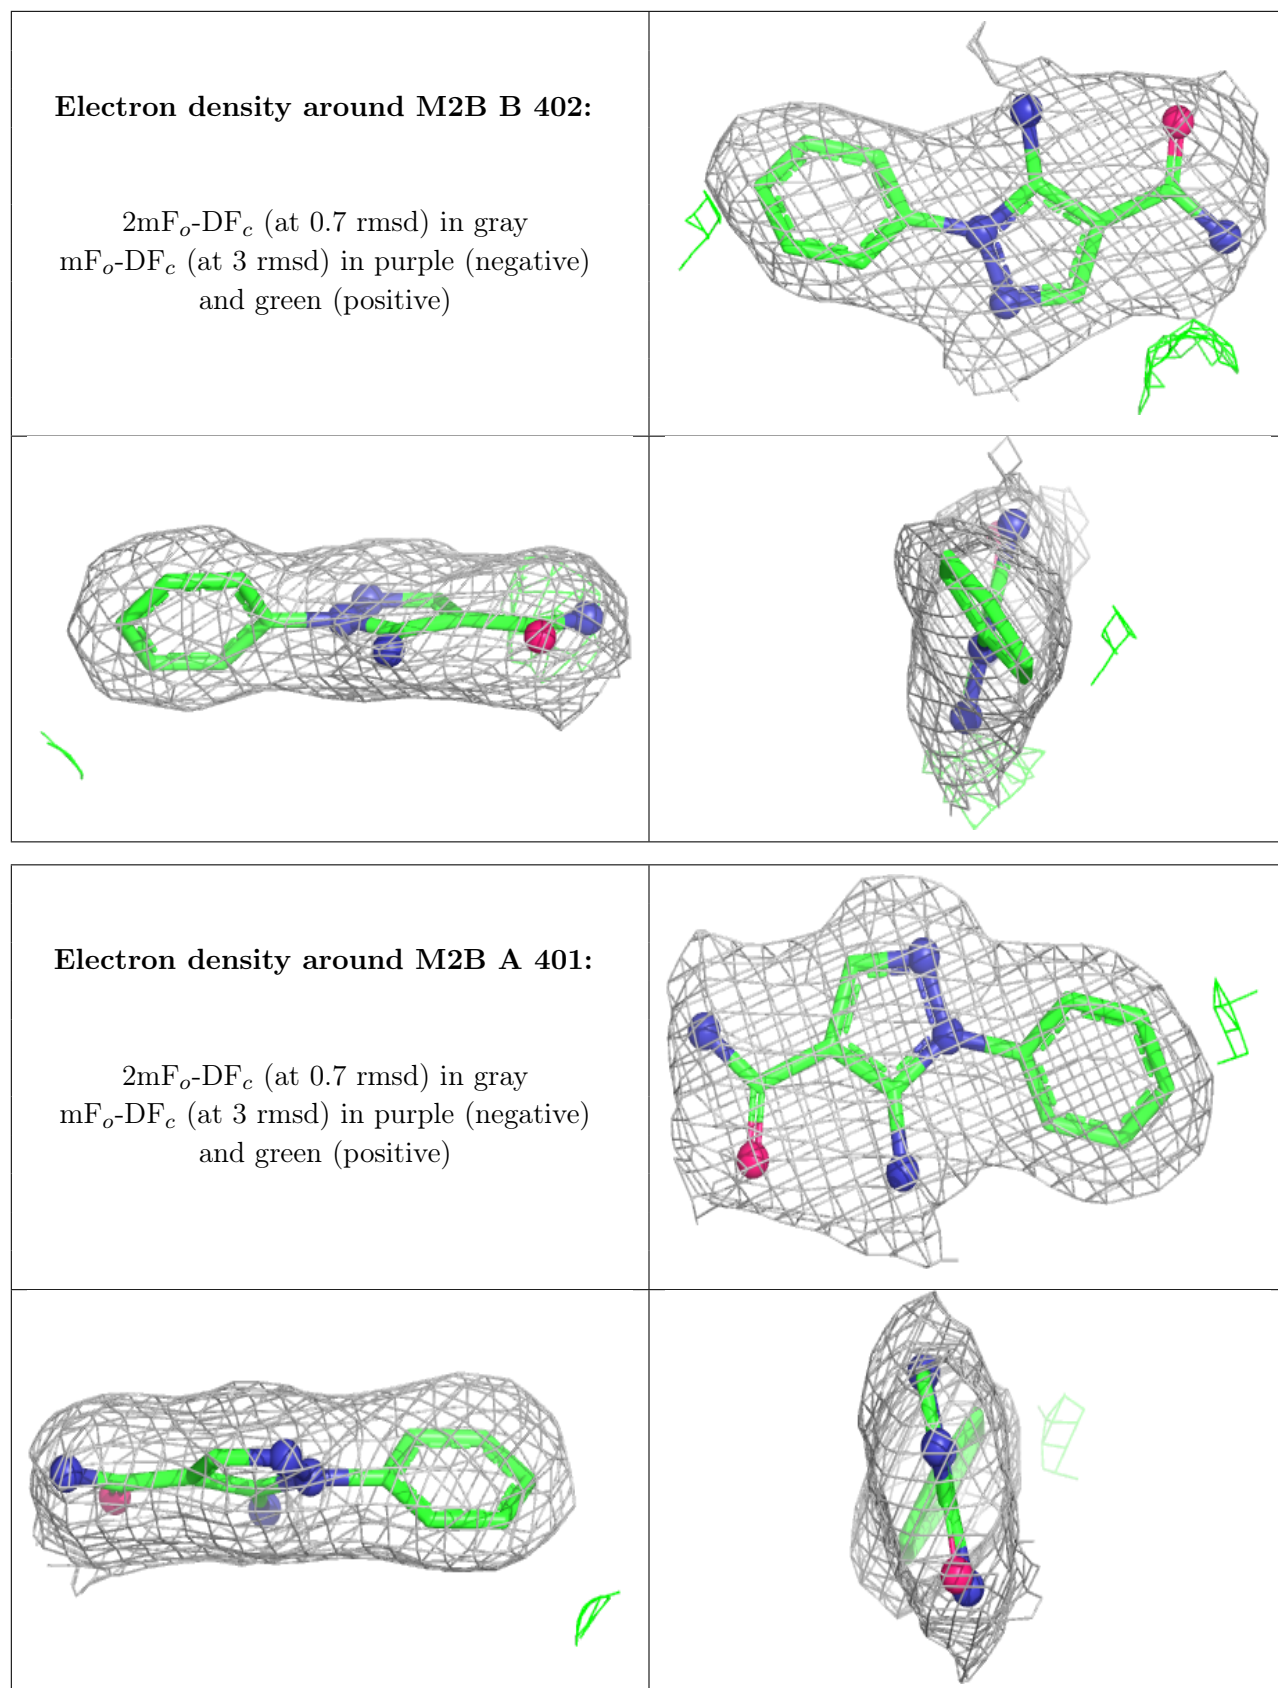 Electron density around M2B B 402:
2mFₒ-DF𝑐 (at 0.7 rmsd) in gray
mFₒ-DF𝑐 (at 3 rmsd) in purple (negative)
and green (positive)
Electron density around M2B A 401:
2mFₒ-DF𝑐 (at 0.7 rmsd) in gray
mFₒ-DF𝑐 (at 3 rmsd) in purple (negative)
and green (positive)